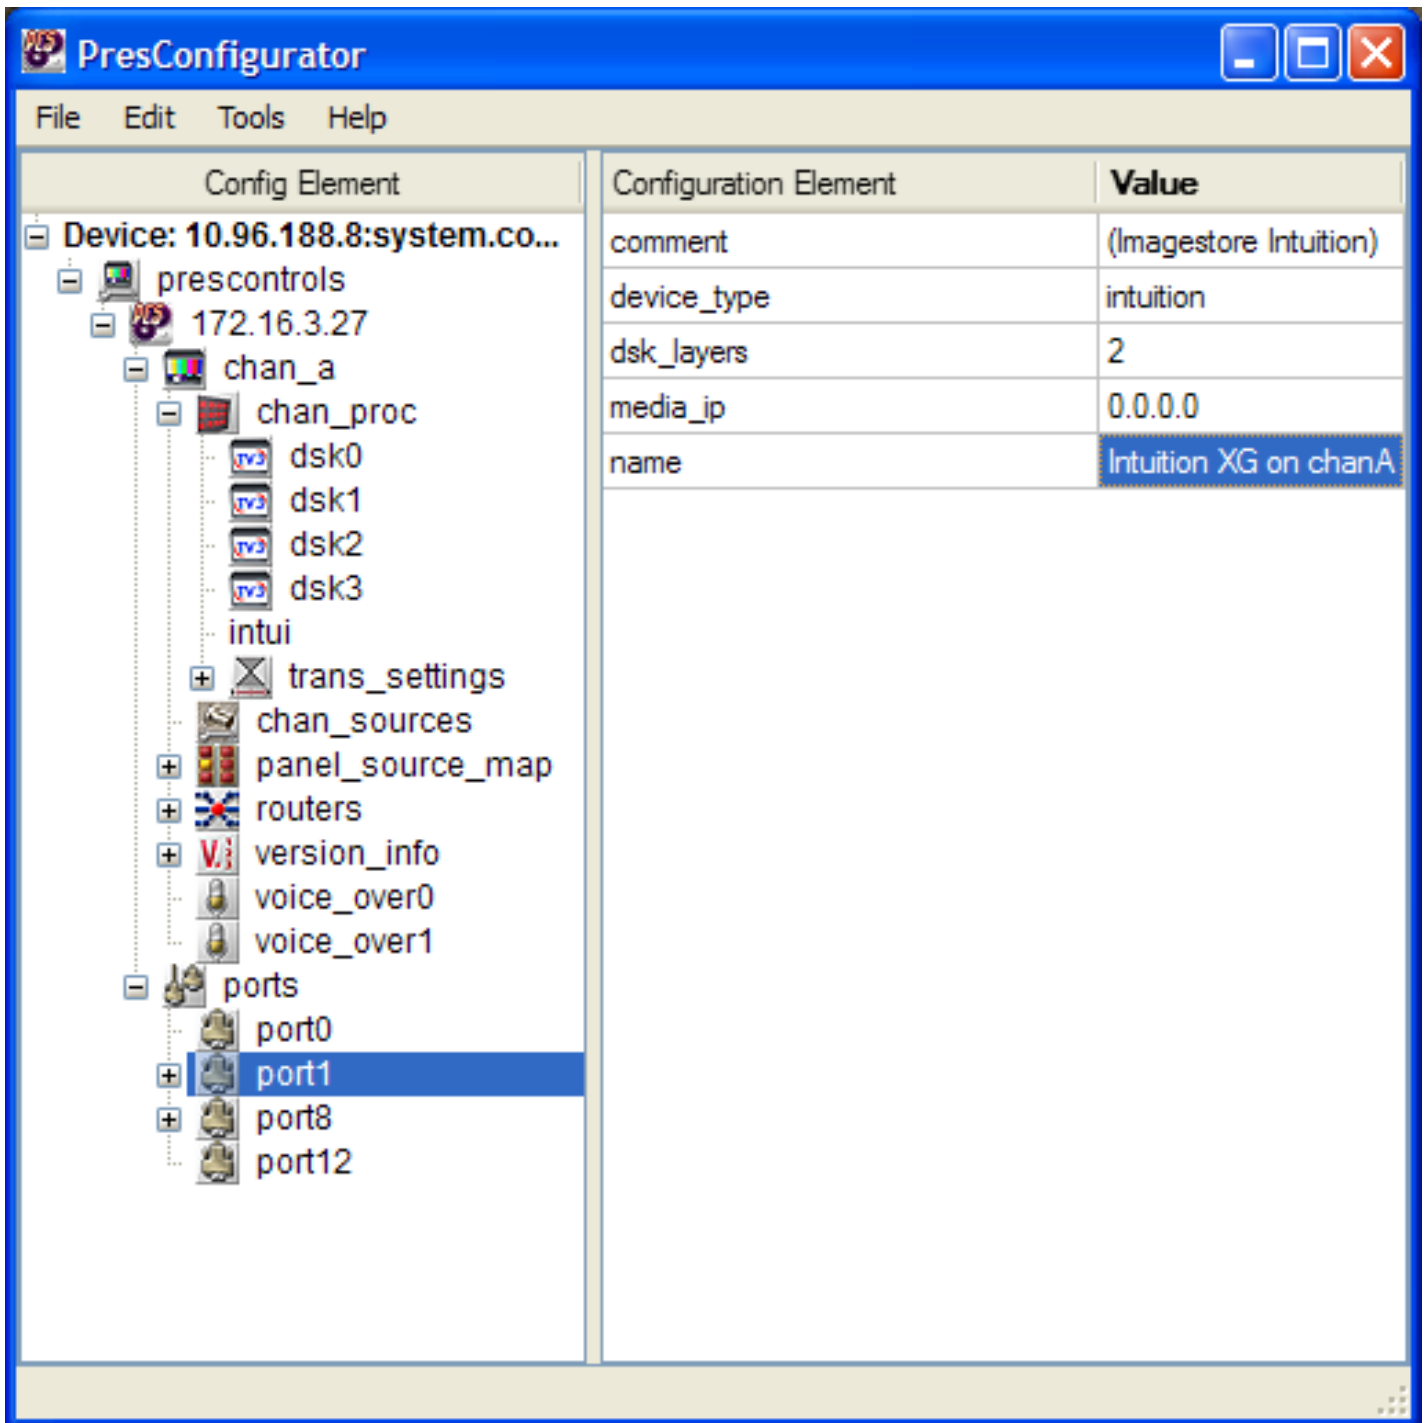 PresConfigurator
File Edit Tools Help
Config Element
Device: 10.96.188.8:system.co...
prescontrols
172.16.3.27
chan_a
chan_proc
dsk0
dsk1
dsk2
dsk3
intui
trans_settings
chan_sources
panel_source_map
routers
version_info
voice_over0
voice_over1
ports
port0
port1
port8
port12
Configuration Element Value
comment (Imagestore Intuition)
device_type intuition
dsk_layers 2
media_ip 0.0.0.0
name Intuition XG on chanA